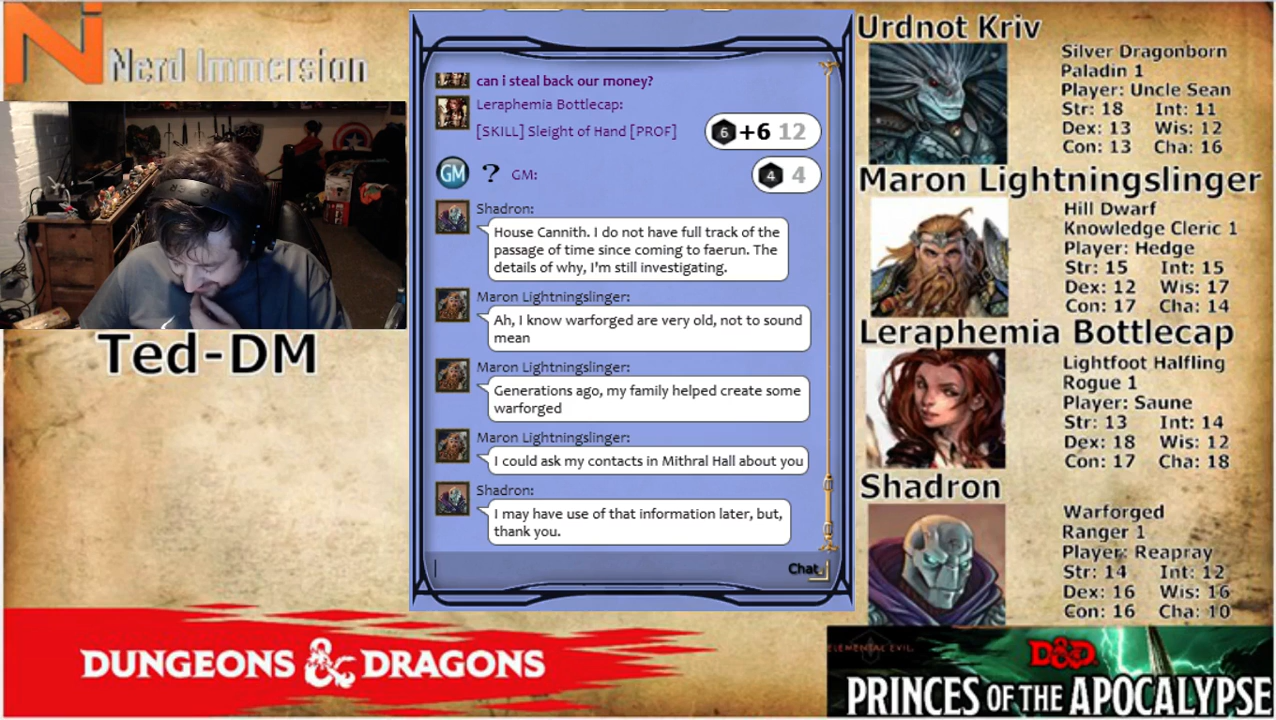 Nerd Immersion
Ted-DM
can i steal back our money?
Leraphemia Bottlecap:
[SKILL] Sleight of Hand [PROF]
6 +6 12
GM ? GM:
4 4
Shadron:
House Cannith. I do not have full track of the
passage of time since coming to faerun. The
details of why, I'm still investigating.
Maron Lightningslinger:
Ah, I know warforged are very old, not to sound
mean
Maron Lightningslinger:
Generations ago, my family helped create some
warforged
Maron Lightningslinger:
I could ask my contacts in Mithral Hall about you
Shadron:
I may have use of that information later, but,
thank you.
Chat
Urdnot Kriv
Silver Dragonborn
Paladin 1
Player: Uncle Sean
Str: 18 Int: 11
Dex: 13 Wis: 12
Con: 13 Cha: 16
Maron Lightningslinger
Hill Dwarf
Knowledge Cleric 1
Player: Hedge
Str: 15 Int: 15
Dex: 12 Wis: 17
Con: 17 Cha: 14
Leraphemia Bottlecap
Lightfoot Halfling
Rogue 1
Player: Saune
Str: 13 Int: 14
Dex: 18 Wis: 12
Con: 17 Cha: 18
Shadron
Warforged
Ranger 1
Player: Reapray
Str: 14 Int: 12
Dex: 16 Wis: 16
Con: 16 Cha: 10
DUNGEONS & DRAGONS
ELEMENTAL EVIL
D&D
PRINCES OF THE APOCALYPSE